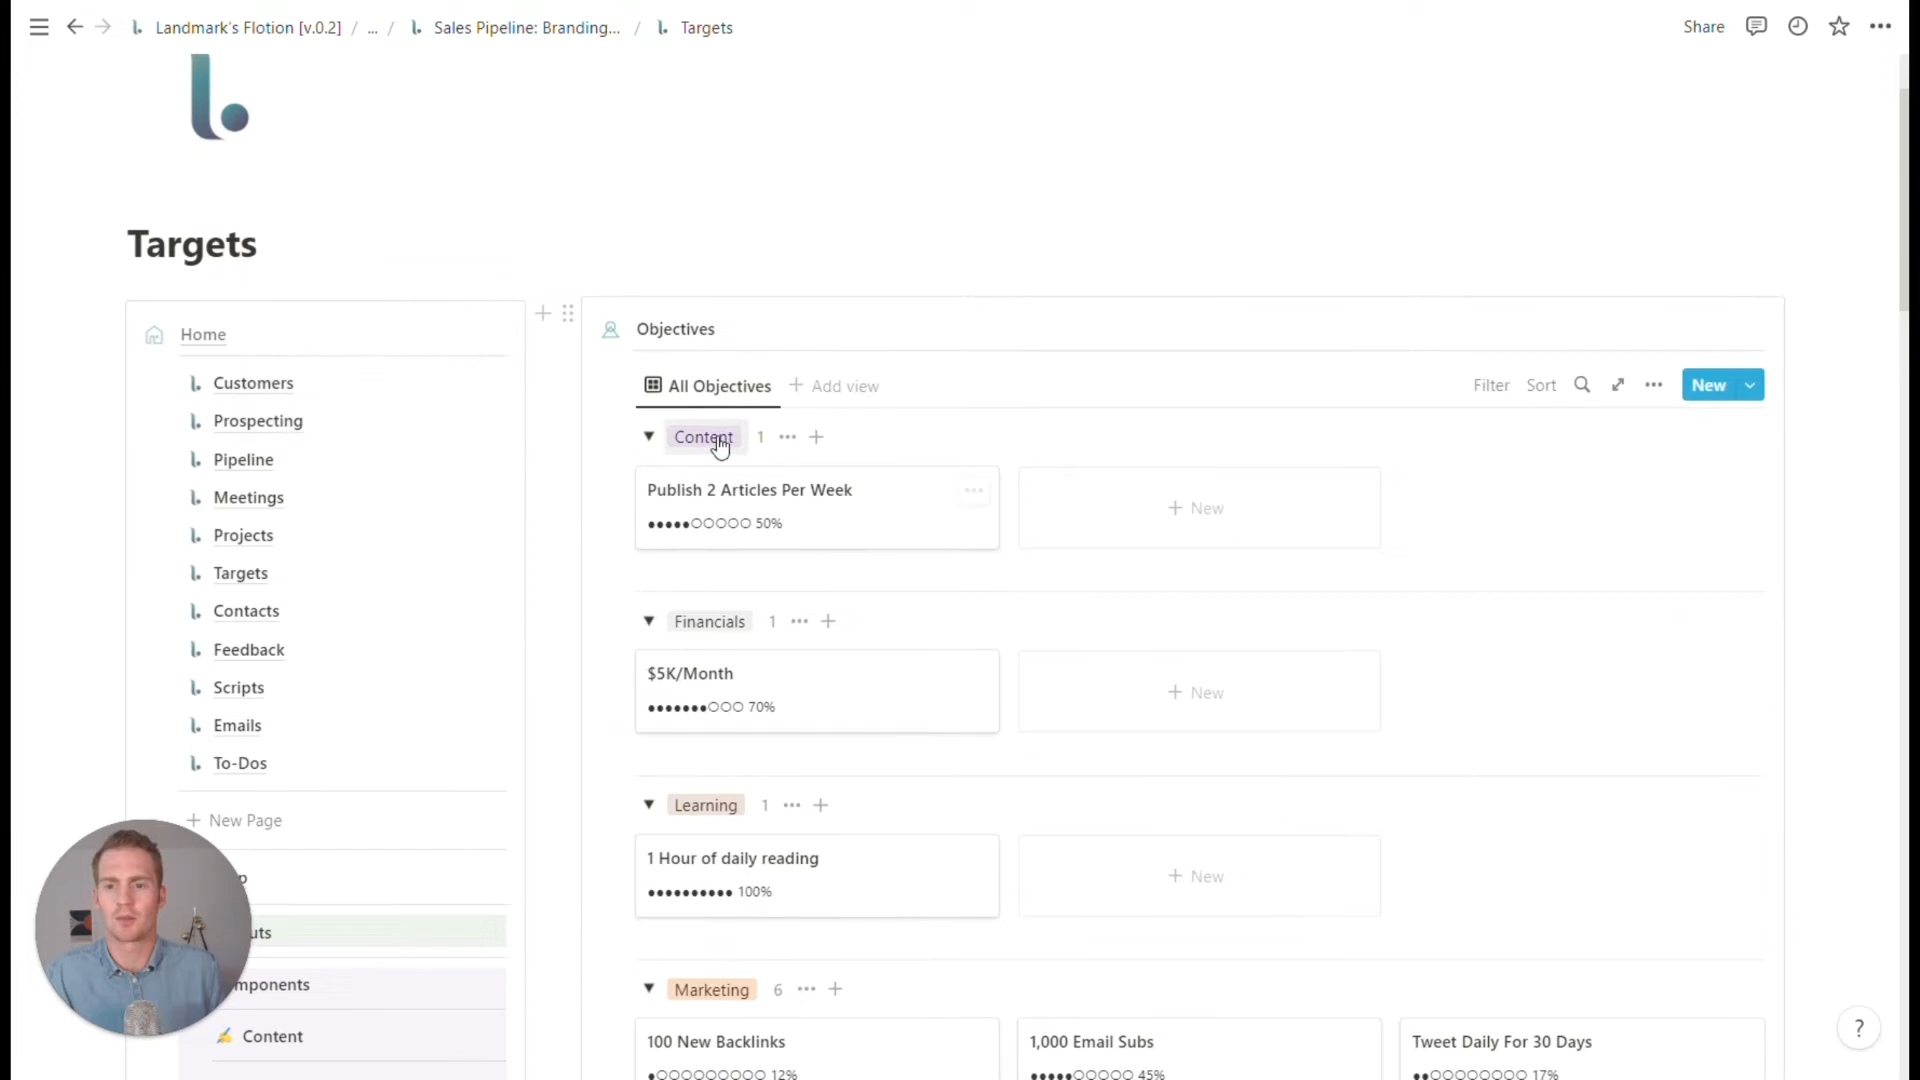 Landmark's Flotion [v.0.2] / ... / Sales Pipeline: Branding... / Targets
Share
Targets
Home
Customers
Prospecting
Pipeline
Meetings
Projects
Targets
Contacts
Feedback
Scripts
Emails
To-Dos
+ New Page
uts
mponents
Content
Objectives
All Objectives + Add view
Filter Sort New
Content 1 ... +
Publish 2 Articles Per Week
●●●●●○○○○○ 50%
+ New
Financials 1 ... +
$5K/Month
●●●●●●●○○○ 70%
+ New
Learning 1 ... +
1 Hour of daily reading
●●●●●●●●●● 100%
+ New
Marketing 6 ... +
100 New Backlinks
●○○○○○○○○○ 12%
1,000 Email Subs
●●●●●○○○○○ 45%
Tweet Daily For 30 Days
●●○○○○○○○○ 17%
?